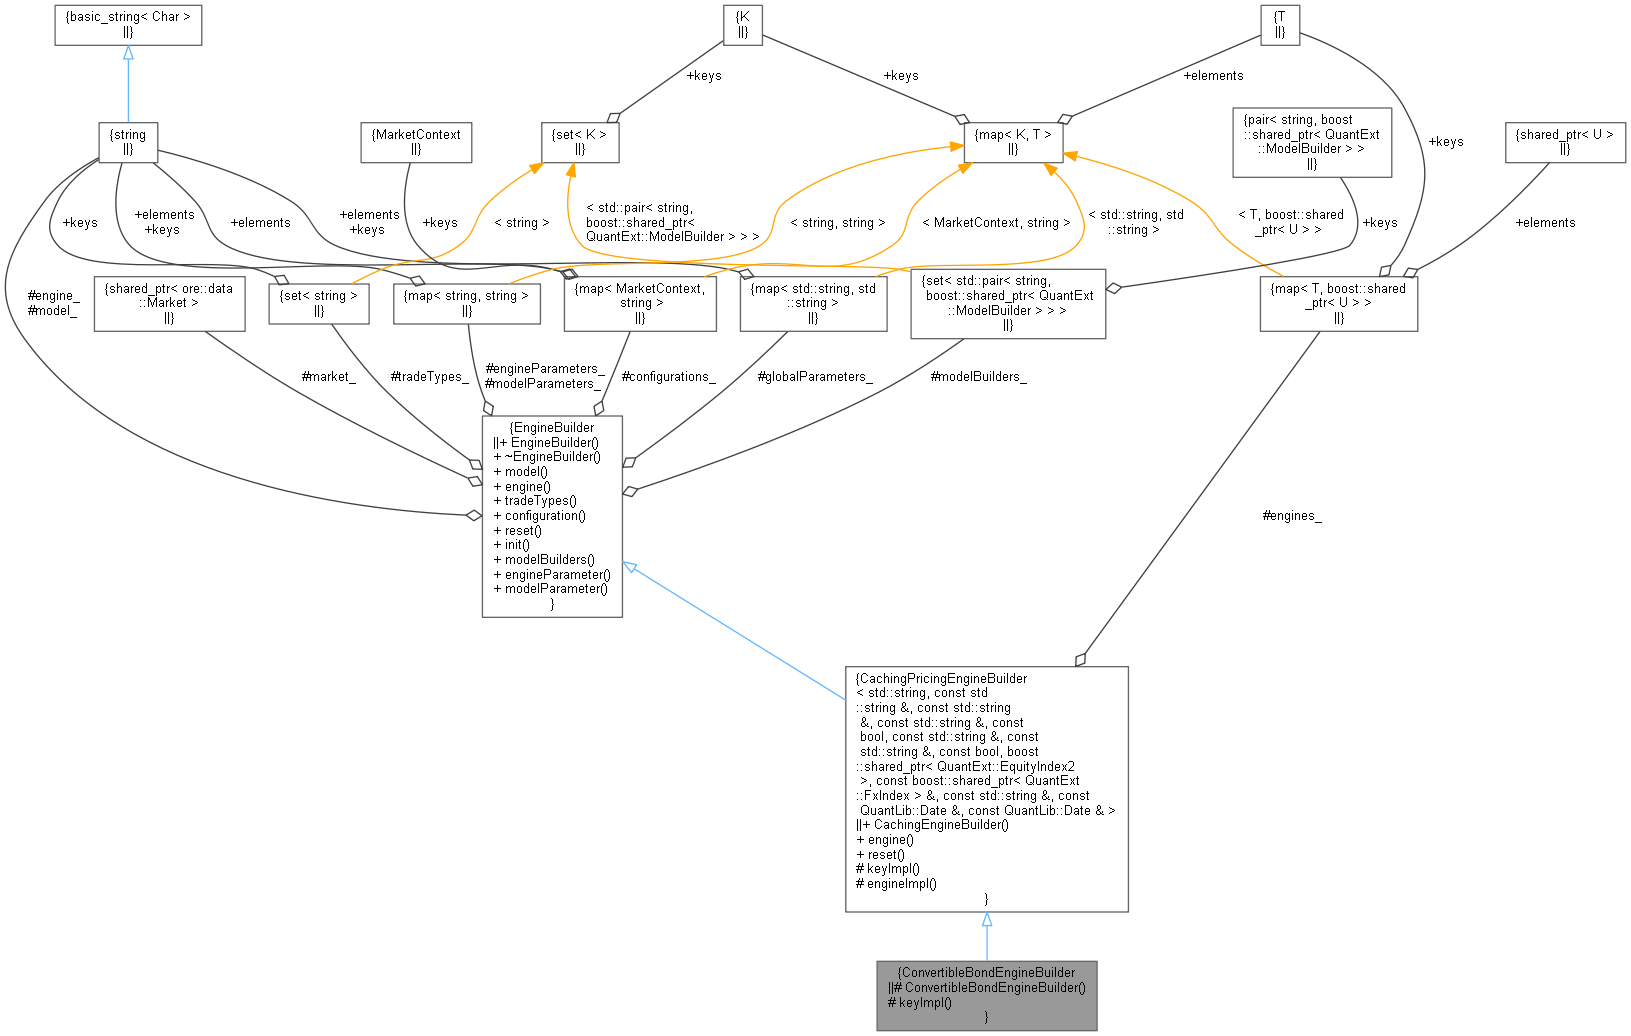 {basic_string< Char >
||}
{K
||}
{T
||}
+keys
+keys
+elements
{string
||}
{MarketContext
||}
{set< K >
||}
{map< K, T >
||}
{pair< string, boost
::shared_ptr< QuantExt
::ModelBuilder > >
||}
+keys
{shared_ptr< U >
||}
+keys
+elements
+keys
+elements
+elements
+keys
+keys
< string >
< std::pair< string,
boost::shared_ptr<
QuantExt::ModelBuilder > > >
< string, string >
< MarketContext, string >
< std::string, std
::string >
< T, boost::shared
_ptr< U > >
+keys
+elements
#engine_
#model_
{shared_ptr< ore::data
::Market >
||}
{set< string >
||}
{map< string, string >
||}
{map< MarketContext,
string >
||}
{map< std::string, std
::string >
||}
{set< std::pair< string,
boost::shared_ptr< QuantExt
::ModelBuilder > > >
||}
{map< T, boost::shared
_ptr< U > >
||}
#market_
#tradeTypes_
#engineParameters_
#modelParameters_
#configurations_
#globalParameters_
#modelBuilders_
{EngineBuilder
||+ EngineBuilder()
+ ~EngineBuilder()
+ model()
+ engine()
+ tradeTypes()
+ configuration()
+ reset()
+ init()
+ modelBuilders()
+ engineParameter()
+ modelParameter()
}
#engines_
{CachingPricingEngineBuilder
< std::string, const std
::string &, const std::string
&, const std::string &, const
bool, const std::string &, const
std::string &, const bool, boost
::shared_ptr< QuantExt::EquityIndex2
>, const boost::shared_ptr< QuantExt
::FxIndex > &, const std::string &, const
QuantLib::Date &, const QuantLib::Date & >
||+ CachingEngineBuilder()
+ engine()
+ reset()
# keyImpl()
# engineImpl()
}
{ConvertibleBondEngineBuilder
||# ConvertibleBondEngineBuilder()
# keyImpl()
}